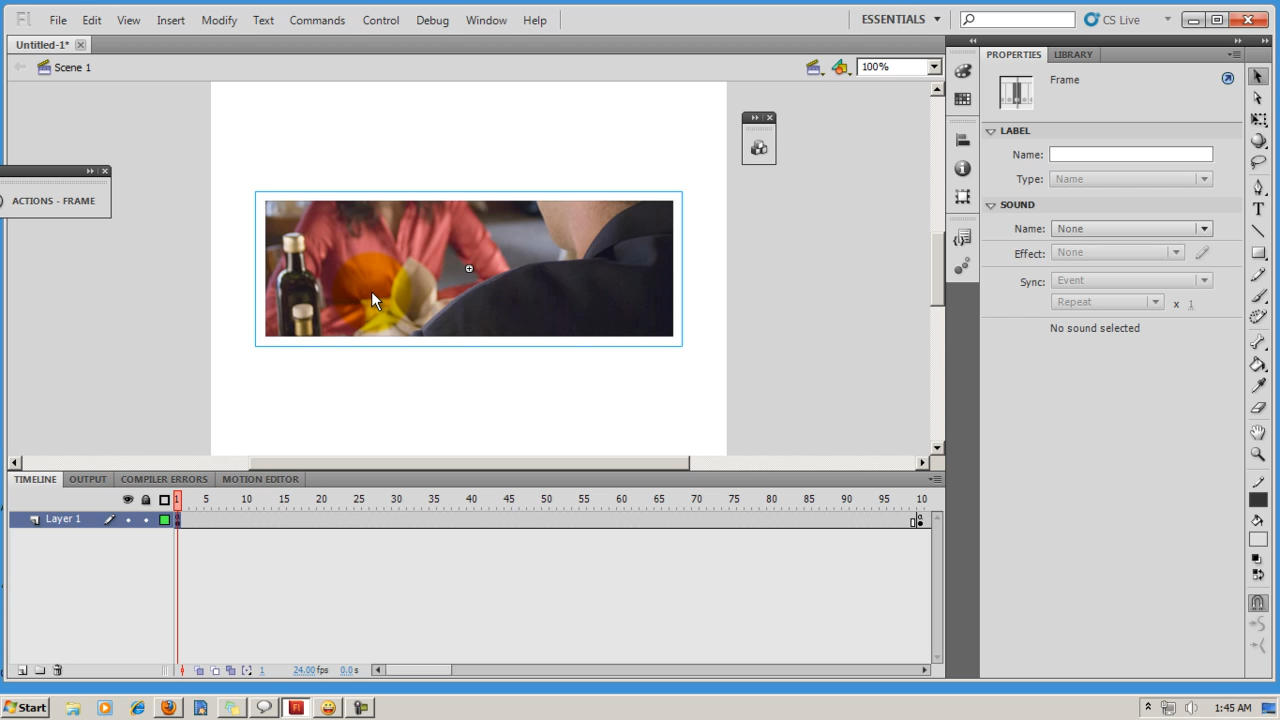 Fl File Edit View Insert Modify Text Commands Control Debug Window Help ESSENTIALS CS Live
Untitled-1* PROPERTIES LIBRARY
Scene 1 100%
Frame
LABEL
Name:
Type: Name
ACTIONS - FRAME
SOUND
Name: None
Effect: None
Sync: Event
Repeat x 1
No sound selected
TIMELINE OUTPUT COMPILER ERRORS MOTION EDITOR
1 5 10 15 20 25 30 35 40 45 50 55 60 65 70 75 80 85 90 95 10
Layer 1
1 24.00 fps 0.0 s
Start 1:45 AM